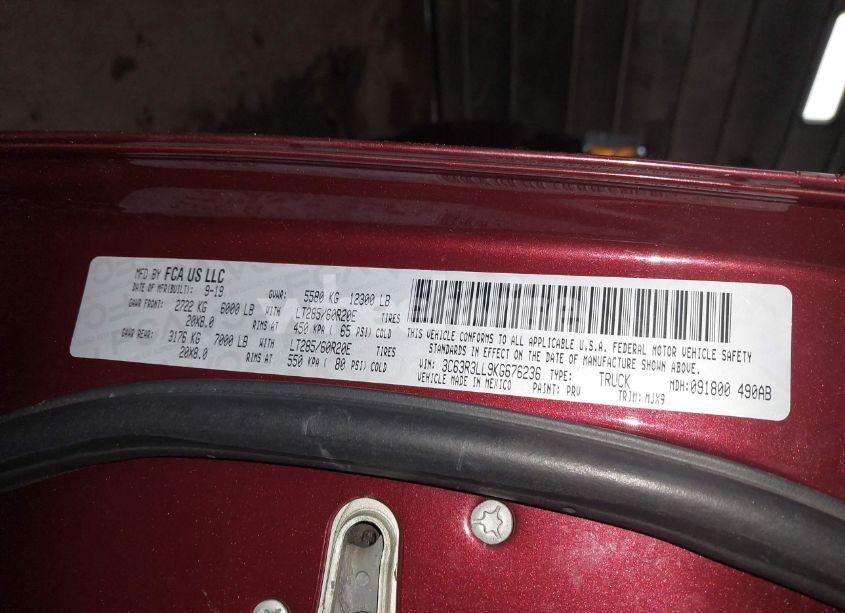 MFD BY FCA US LLC
DATE OF MFR(BUILT): 9-19 GVWR: 5580 KG 12300 LB
GAWR FRONT: 2722 KG 6000 LB WITH LT285/60R20E TIRES
20X8.0 RIMS AT 450 KPA ( 65 PSI) COLD
GAWR REAR: 3176 KG 7000 LB WITH LT285/60R20E TIRES
20X8.0 RIMS AT 550 KPA ( 80 PSI) COLD
THIS VEHICLE CONFORMS TO ALL APPLICABLE U.S.A. FEDERAL MOTOR VEHICLE SAFETY
STANDARDS IN EFFECT ON THE DATE OF MANUFACTURE SHOWN ABOVE.
VIN: 3C63R3LL9KG676236 TYPE: TRUCK MDH: 091800 490AB
VEHICLE MADE IN MEXICO PAINT: PRV TRIM: MJX9